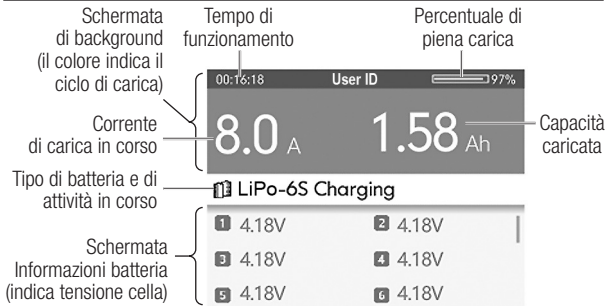 Schermata
di background
(il colore indica il
ciclo di carica)
Tempo di
funzionamento
Percentuale di
piena carica
00:16:18 User ID 97%
Corrente
di carica in corso
8.0 A 1.58 Ah
Capacità
caricata
Tipo di batteria e di
attività in corso
LiPo-6S Charging
Schermata
Informazioni batteria
(indica tensione cella)
1 4.18V 2 4.18V
3 4.18V 4 4.18V
5 4.18V 6 4.18V